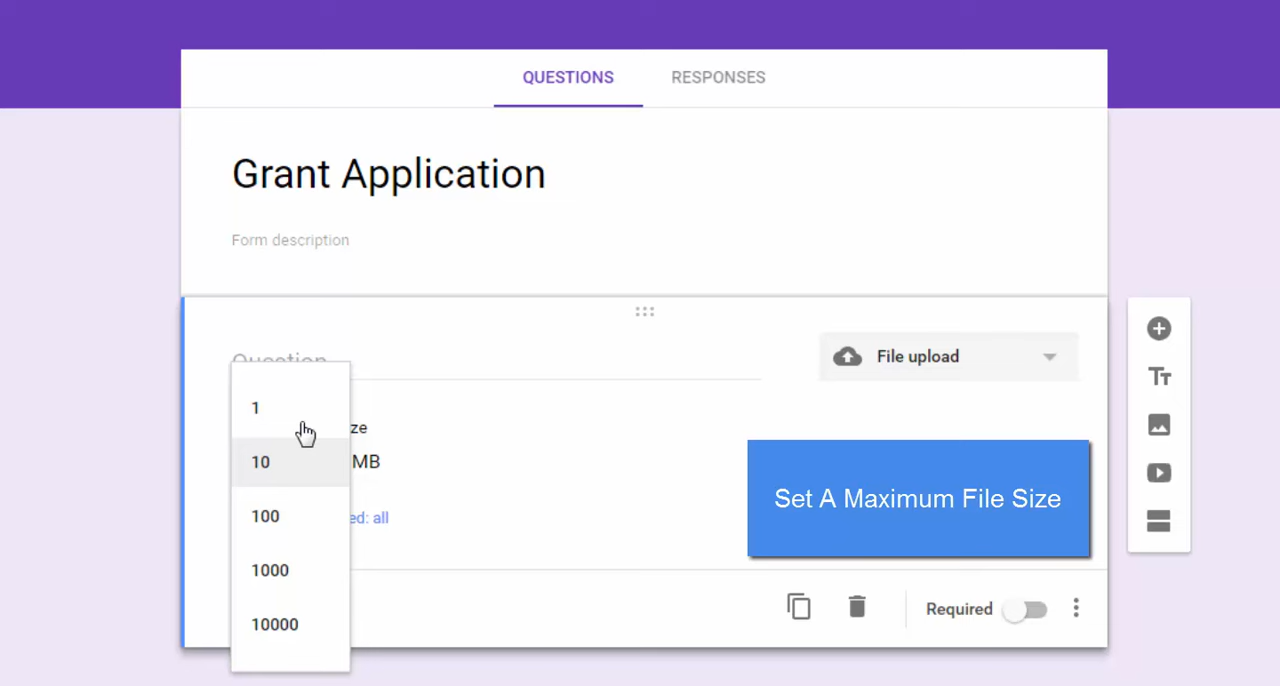 QUESTIONS RESPONSES
Grant Application
Form description
Question
File upload
1
ze
10 MB
100
ed: all
1000
10000
Set A Maximum File Size
Required